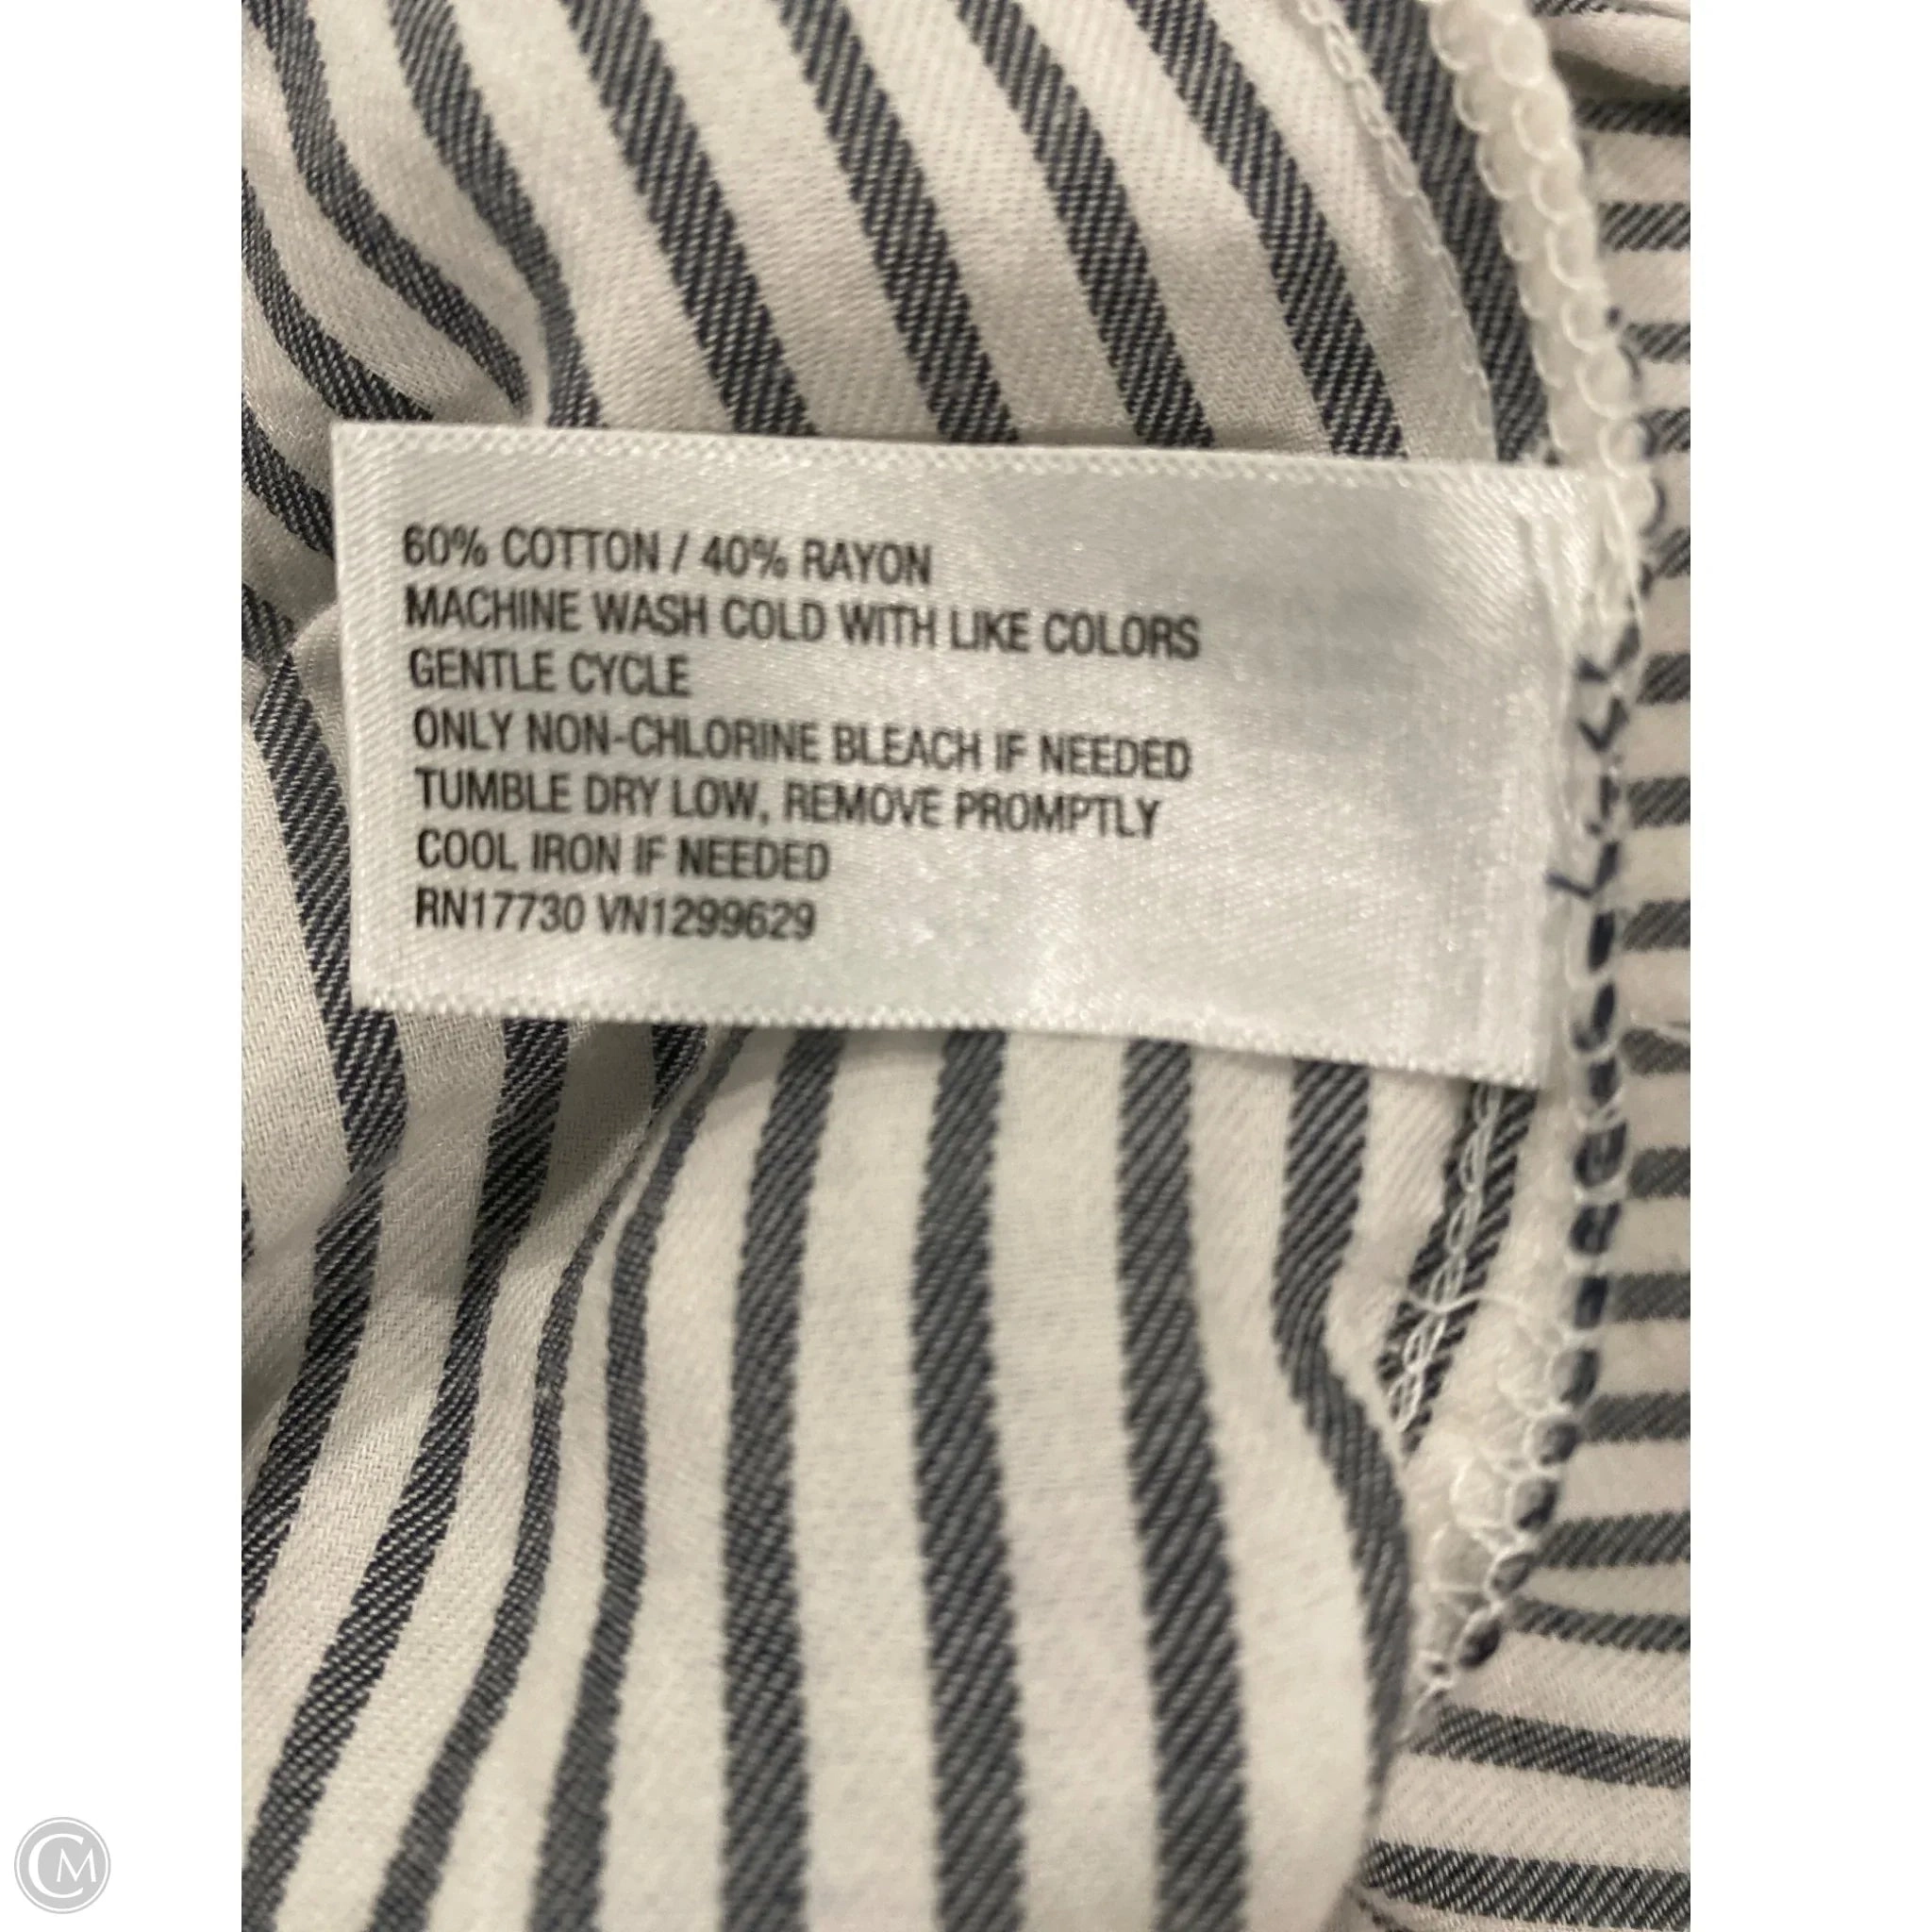 60% COTTON / 40% RAYON
MACHINE WASH COLD WITH LIKE COLORS
GENTLE CYCLE
ONLY NON-CHLORINE BLEACH IF NEEDED
TUMBLE DRY LOW, REMOVE PROMPTLY
COOL IRON IF NEEDED
RN17730 VN1299629
CM